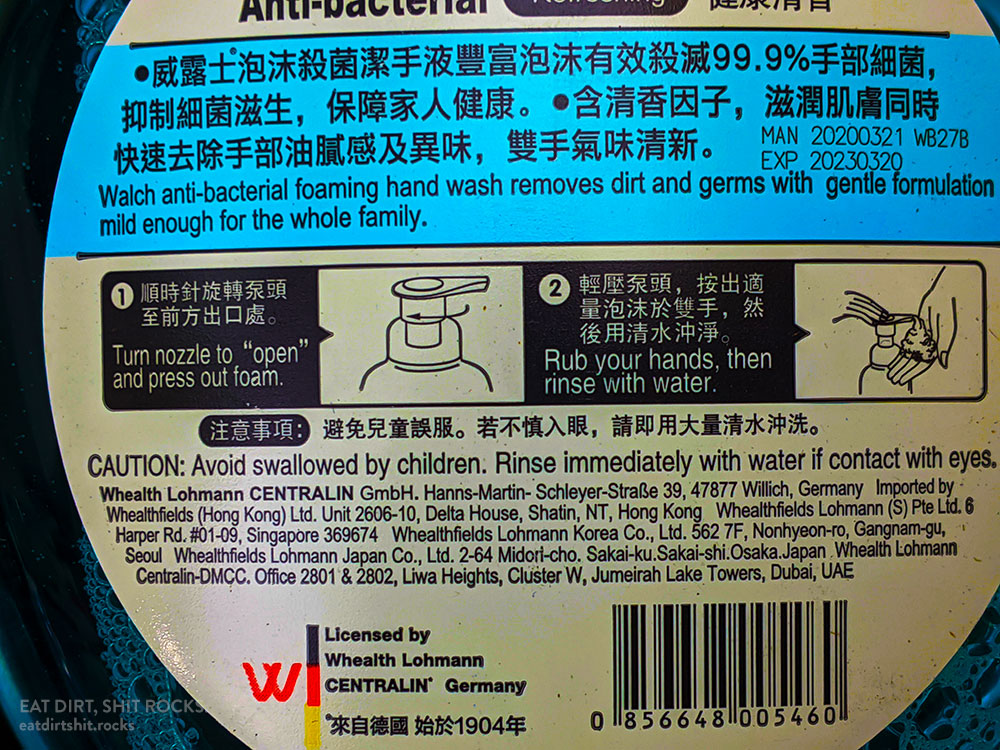 Anti-bacterial Refreshing 健康清香
●威露士®泡沫殺菌潔手液豐富泡沫有效殺滅99.9%手部細菌，
抑制細菌滋生，保障家人健康。●含清香因子，滋潤肌膚同時
快速去除手部油膩感及異味，雙手氣味清新。
MAN 20200321 WB27B
EXP 20230320
Walch anti-bacterial foaming hand wash removes dirt and germs with gentle formulation
mild enough for the whole family.
1 順時針旋轉泵頭
至前方出口處。
Turn nozzle to “open”
and press out foam.
2 輕壓泵頭，按出適
量泡沫於雙手，然
後用清水沖淨。
Rub your hands, then
rinse with water.
注意事項： 避免兒童誤服。若不慎入眼，請即用大量清水沖洗。
CAUTION: Avoid swallowed by children. Rinse immediately with water if contact with eyes.
Whealth Lohmann CENTRALIN GmbH. Hanns-Martin- Schleyer-Straße 39, 47877 Willich, Germany Imported by
Whealthfields (Hong Kong) Ltd. Unit 2606-10, Delta House, Shatin, NT, Hong Kong Whealthfields Lohmann (S) Pte Ltd. 6
Harper Rd. #01-09, Singapore 369674 Whealthfields Lohmann Korea Co., Ltd. 562 7F, Nonhyeon-ro, Gangnam-gu,
Seoul Whealthfields Lohmann Japan Co., Ltd. 2-64 Midori-cho. Sakai-ku.Sakai-shi.Osaka.Japan Whealth Lohmann
Centralin-DMCC. Office 2801 & 2802, Liwa Heights, Cluster W, Jumeirah Lake Towers, Dubai, UAE
Licensed by
Whealth Lohmann
CENTRALIN® Germany
®來自德國 始於1904年
0 856648 005460
EAT DIRT, SHIT ROCKS
eatdirtshit.rocks